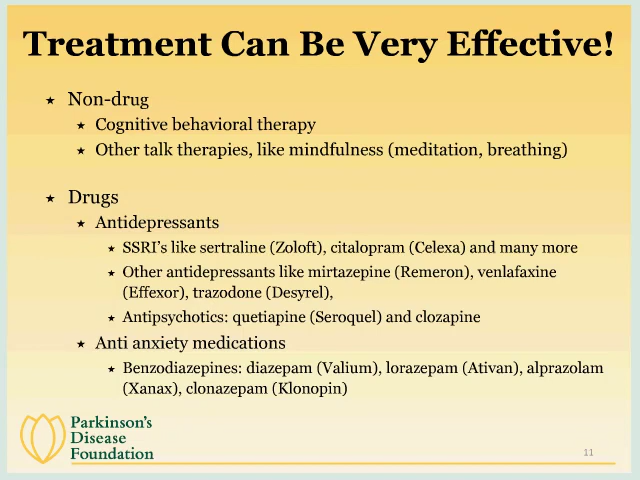 Treatment Can Be Very Effective!
Non-drug
Cognitive behavioral therapy
Other talk therapies, like mindfulness (meditation, breathing)
Drugs
Antidepressants
SSRI's like sertraline (Zoloft), citalopram (Celexa) and many more
Other antidepressants like mirtazepine (Remeron), venlafaxine
(Effexor), trazodone (Desyrel),
Antipsychotics: quetiapine (Seroquel) and clozapine
Anti anxiety medications
Benzodiazepines: diazepam (Valium), lorazepam (Ativan), alprazolam
(Xanax), clonazepam (Klonopin)
Parkinson's
Disease
Foundation
11